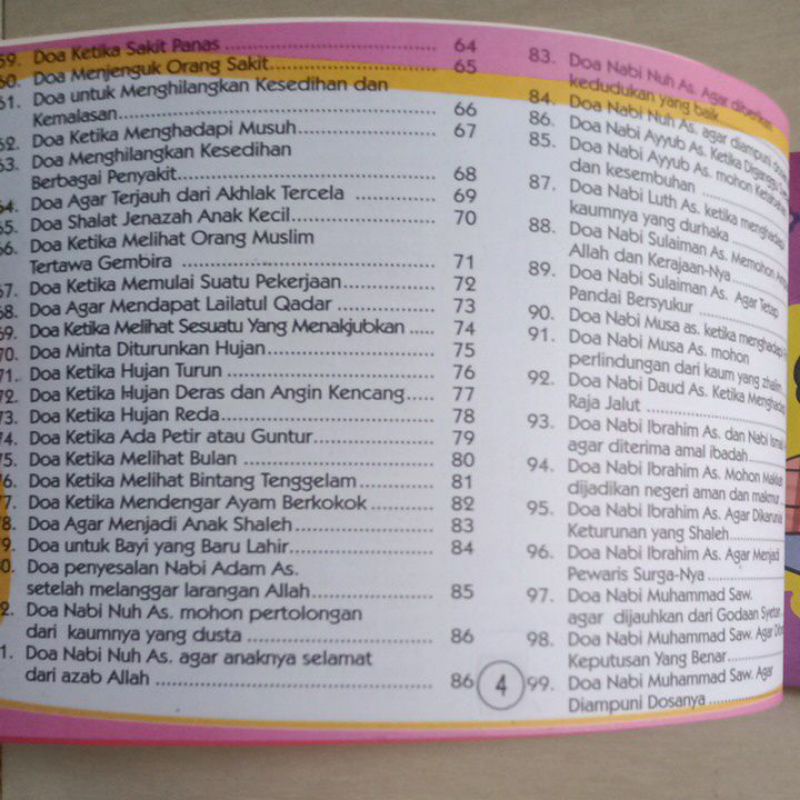 59. Doa Ketika Sakit Panas ........ 64
60. Doa Menjenguk Orang Sakit........ 65
61. Doa untuk Menghilangkan Kesedihan dan
Kemalasan........ 66
62. Doa Ketika Menghadapi Musuh........ 67
63. Doa Menghilangkan Kesedihan
Berbagai Penyakit........ 68
64. Doa Agar Terjauh dari Akhlak Tercela ........ 69
65. Doa Shalat Jenazah Anak Kecil........ 70
66. Doa Ketika Melihat Orang Muslim
Tertawa Gembira ........ 71
67. Doa Ketika Memulai Suatu Pekerjaan........ 72
68. Doa Agar Mendapat Lailatul Qadar ........ 73
69. Doa Ketika Melihat Sesuatu Yang Menakjubkan ..... 74
70. Doa Minta Diturunkan Hujan........ 75
71. Doa Ketika Hujan Turun ........ 76
72. Doa Ketika Hujan Deras dan Angin Kencang..... 77
73. Doa Ketika Hujan Reda........ 78
74. Doa Ketika Ada Petir atau Guntur........ 79
75. Doa Ketika Melihat Bulan ........ 80
76. Doa Ketika Melihat Bintang Tenggelam........ 81
77. Doa Ketika Mendengar Ayam Berkokok ........ 82
78. Doa Agar Menjadi Anak Shaleh........ 83
79. Doa untuk Bayi yang Baru Lahir........ 84
80. Doa penyesalan Nabi Adam As.
setelah melanggar larangan Allah........ 85
82. Doa Nabi Nuh As. mohon pertolongan
dari kaumnya yang dusta ........ 86
81. Doa Nabi Nuh As. agar anaknya selamat
dari azab Allah ........ 86
4
83. Doa Nabi Nuh As. Agar diberikan
kedudukan yang baik........
84. Doa Nabi Nuh As. agar diampuni
86. Doa Nabi Ayyub As. Ketika Diganggu
85. Doa Nabi Ayyub As. mohon
dan kesembuhan ........
87. Doa Nabi Luth As. ketika menghadapi
kaumnya yang durhaka ........
88. Doa Nabi Sulaiman As. Memohon
Allah dan Kerajaan-Nya........
89. Doa Nabi Sulaiman As. Agar Tetap
Pandai Bersyukur ........
90. Doa Nabi Musa as. ketika menghadapi
91. Doa Nabi Musa As. mohon
perlindungan dari kaum yang zhalim
92. Doa Nabi Daud As. Ketika Menghadapi
Raja Jalut ........
93. Doa Nabi Ibrahim As. dan Nabi
agar diterima amal ibadah........
94. Doa Nabi Ibrahim As. Mohon
dijadikan negeri aman dan makmur
95. Doa Nabi Ibrahim As. Agar Dikaruniai
Keturunan yang Shaleh........
96. Doa Nabi Ibrahim As. Agar Menjadi
Pewaris Surga-Nya ........
97. Doa Nabi Muhammad Saw.
agar dijauhkan dari Godaan Syetan
98. Doa Nabi Muhammad Saw. Agar
Keputusan Yang Benar........
99. Doa Nabi Muhammad Saw. Agar
Diampuni Dosanya ........